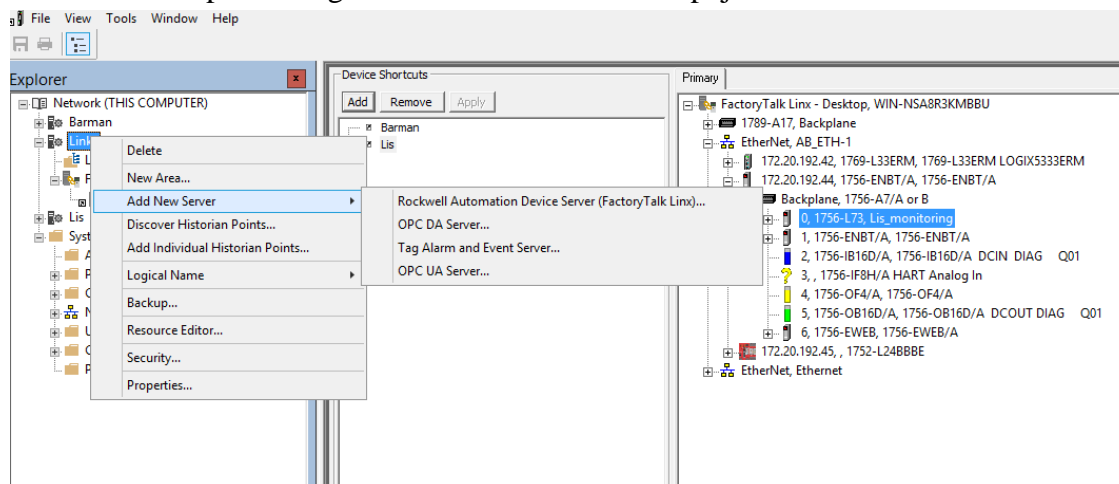 File View Tools Window Help
Explorer
Network (THIS COMPUTER)
Barman
Link
L
F
Lis
Syst
A
P
C
N
U
C
P
Delete
New Area...
Add New Server
Discover Historian Points...
Add Individual Historian Points...
Logical Name
Backup...
Resource Editor...
Security...
Properties...
Rockwell Automation Device Server (FactoryTalk Linx)...
OPC DA Server...
Tag Alarm and Event Server...
OPC UA Server...
Device Shortcuts
Add Remove Apply
Barman
Lis
Primary
FactoryTalk Linx - Desktop, WIN-NSA8R3KMBBU
1789-A17, Backplane
EtherNet, AB_ETH-1
172.20.192.42, 1769-L33ERM, 1769-L33ERM LOGIX5333ERM
172.20.192.44, 1756-ENBT/A, 1756-ENBT/A
Backplane, 1756-A7/A or B
0, 1756-L73, Lis_monitoring
1, 1756-ENBT/A, 1756-ENBT/A
2, 1756-IB16D/A, 1756-IB16D/A DCIN DIAG Q01
3, , 1756-IF8H/A HART Analog In
4, 1756-OF4/A, 1756-OF4/A
5, 1756-OB16D/A, 1756-OB16D/A DCOUT DIAG Q01
6, 1756-EWEB, 1756-EWEB/A
172.20.192.45, , 1752-L24BBBE
EtherNet, Ethernet